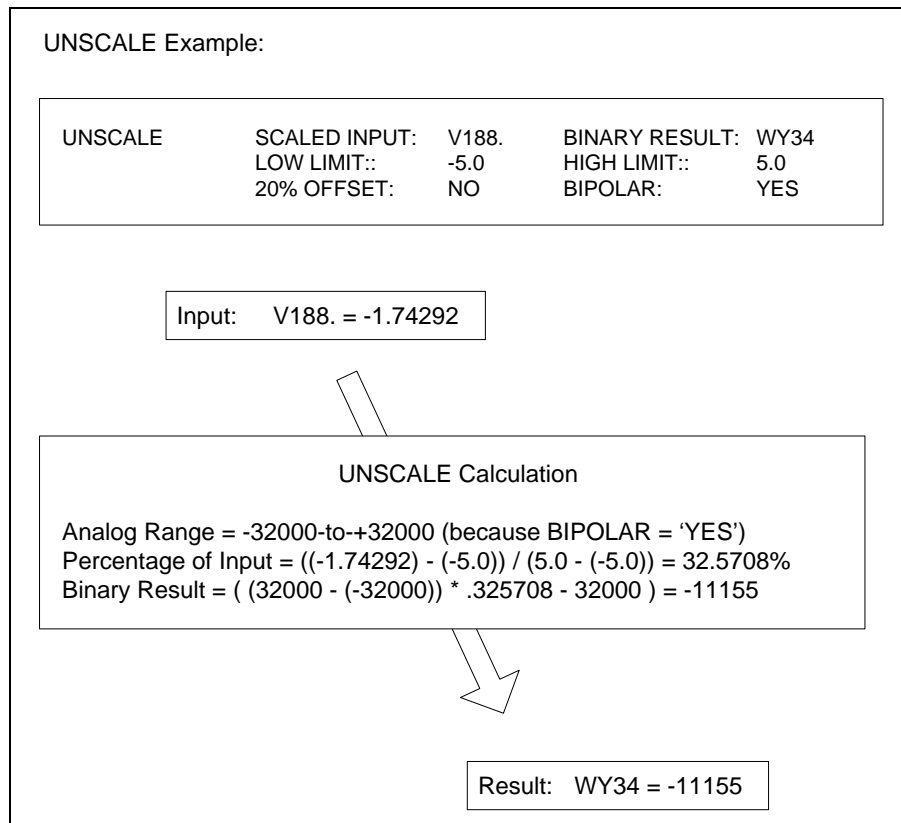 UNSCALE Example:
UNSCALE SCALED INPUT: V188. BINARY RESULT: WY34
LOW LIMIT:: -5.0 HIGH LIMIT:: 5.0
20% OFFSET: NO BIPOLAR: YES
Input: V188. = -1.74292
UNSCALE Calculation
Analog Range = -32000-to-+32000 (because BIPOLAR = ‘YES’)
Percentage of Input = ((-1.74292) - (-5.0)) / (5.0 - (-5.0)) = 32.5708%
Binary Result = ( (32000 - (-32000)) * .325708 - 32000 ) = -11155
Result: WY34 = -11155